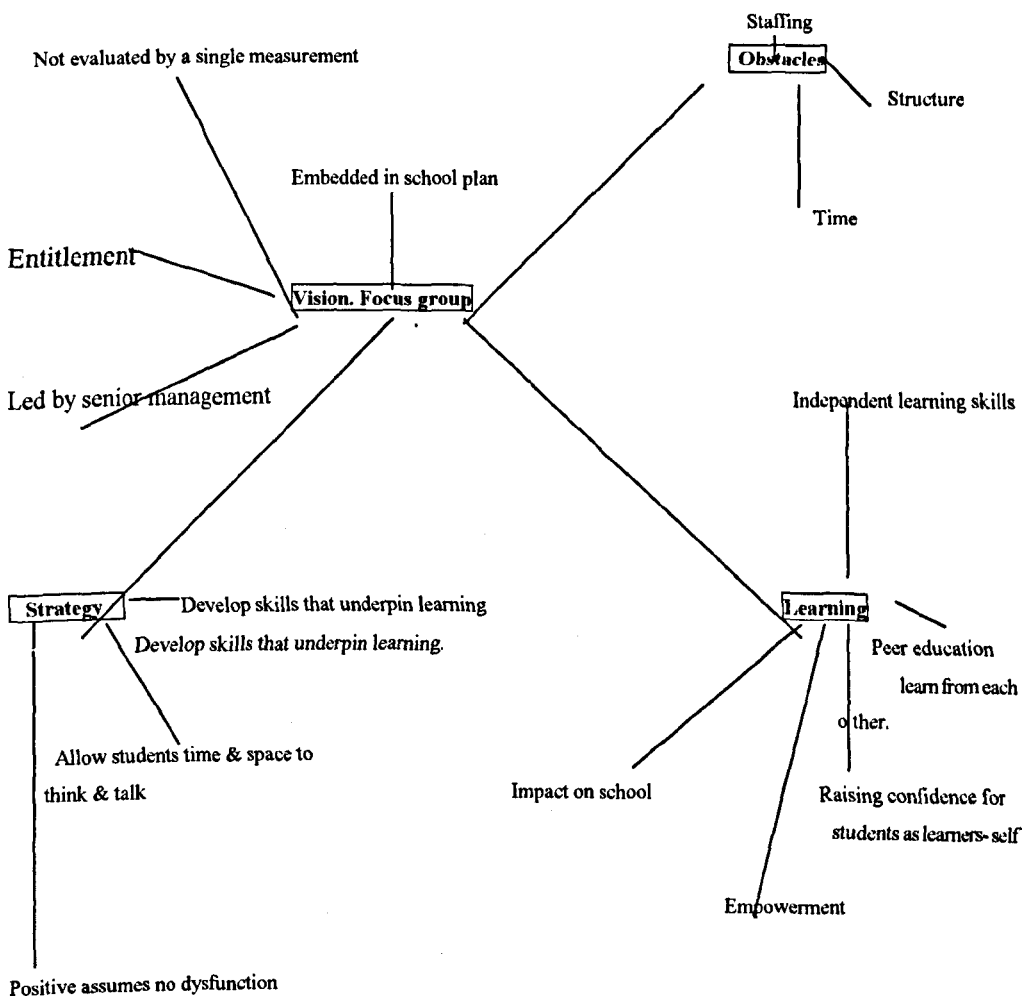 Staffing
Not evaluated by a single measurement
Obstacles
Structure
Embedded in school plan
Time
Entitlement
Vision. Focus group
Led by senior management
Independent learning skills
Strategy
Develop skills that underpin learning
Develop skills that underpin learning.
Learning
Peer education
learn from each
other.
Allow students time & space to
think & talk
Impact on school
Raising confidence for
students as learners- self
Empowerment
Positive assumes no dysfunction